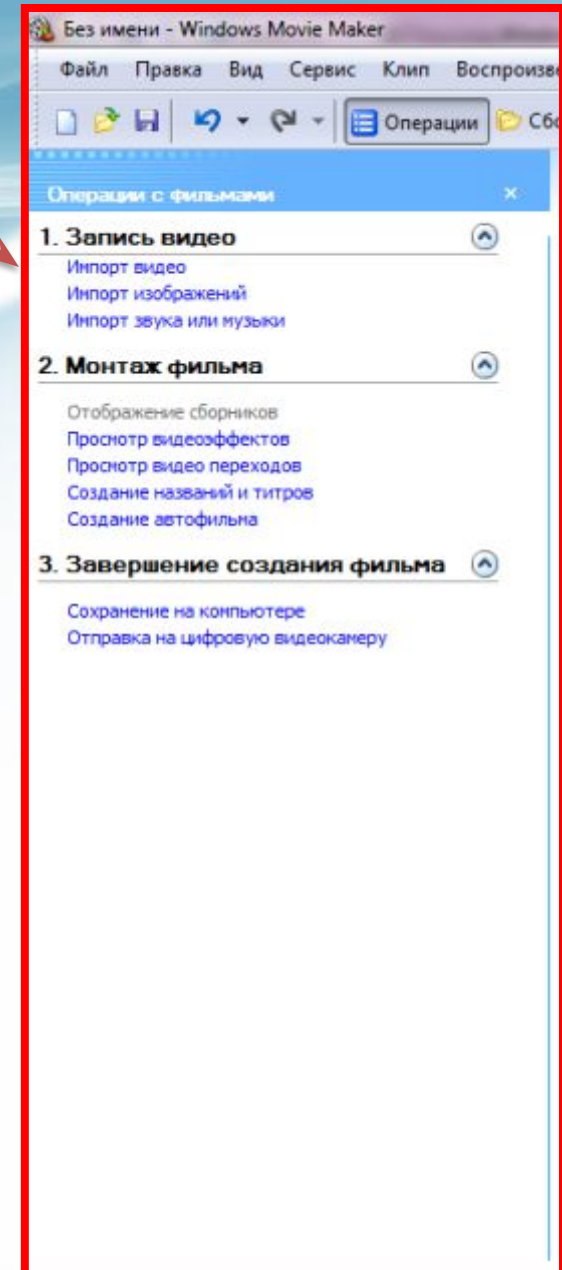 Без имени - Windows Movie Maker
Файл Правка Вид Сервис Клип
Операции
Операции с фильмами
1. Запись видео
Импорт видео
Импорт изображений
Импорт звука или музыки
2. Монтаж фильма
Отображение сборников
Просмотр видеоэффектов
Просмотр видео переходов
Создание названий и титров
Создание автофильма
3. Завершение создания фильма
Сохранение на компьютере
Отправка на цифровую видеокамеру